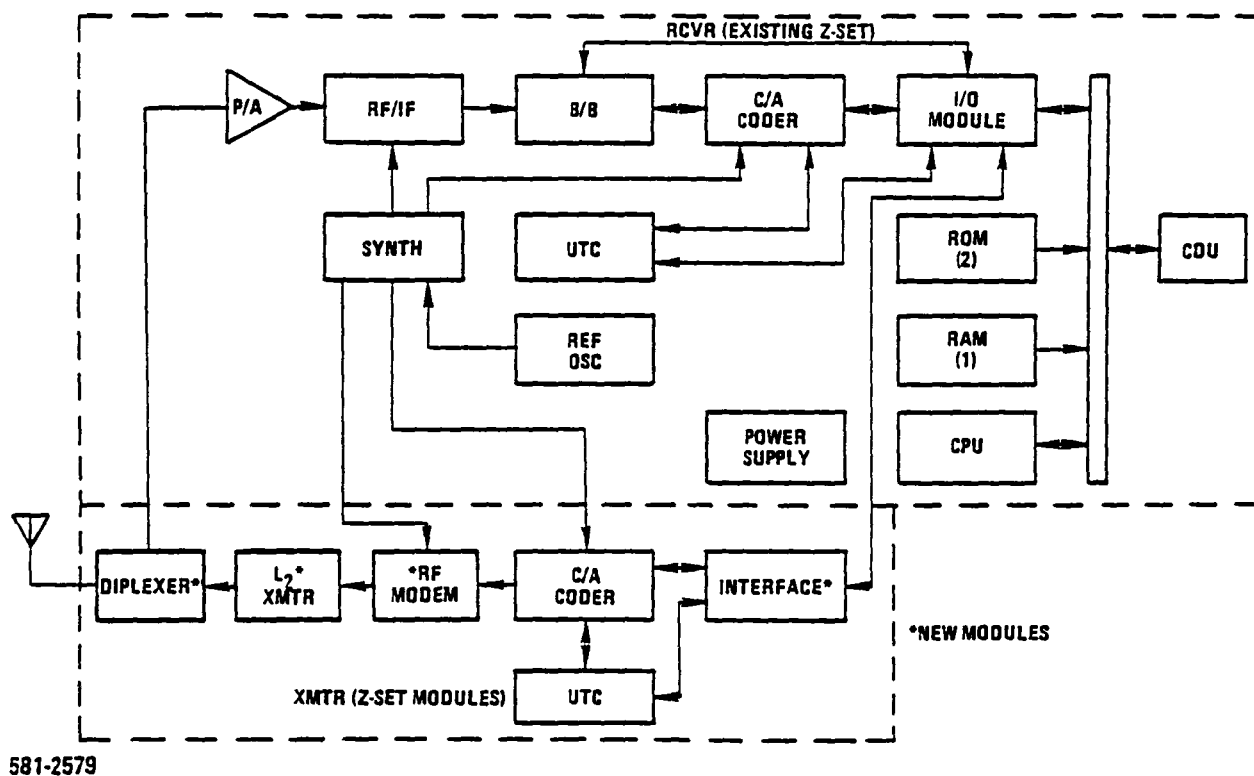 RCVR (EXISTING Z-SET)
P/A
RF/IF
B/B
C/A
CODER
I/O
MODULE
SYNTH
UTC
ROM
(2)
CDU
REF
OSC
RAM
(1)
POWER
SUPPLY
CPU
DIPLEXER*
L2*
XMTR
*RF
MODEM
C/A
CODER
INTERFACE*
*NEW MODULES
XMTR (Z-SET MODULES)
UTC
581-2579